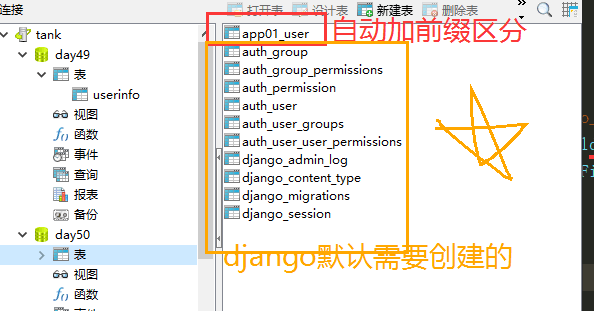 连接
打开表 设计表 新建表 删除表 »
tank
day49
表
userinfo
视图
函数
事件
查询
报表
备份
day50
表
视图
函数
app01_user
自动加前缀区分
auth_group
auth_group_permissions
auth_permission
auth_user
auth_user_groups
auth_user_user_permissions
django_admin_log
django_content_type
django_migrations
django_session
django默认需要创建的